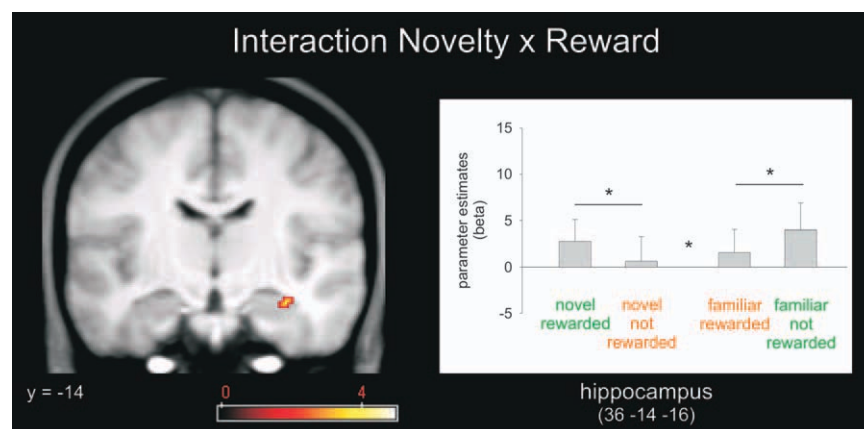 Interaction Novelty x Reward
15
10
5
0
-5
parameter estimates
(beta)
*
*
*
novel
rewarded
novel
not
rewarded
familiar
rewarded
familiar
not
rewarded
y = -14
0
4
hippocampus
(36 -14 -16)